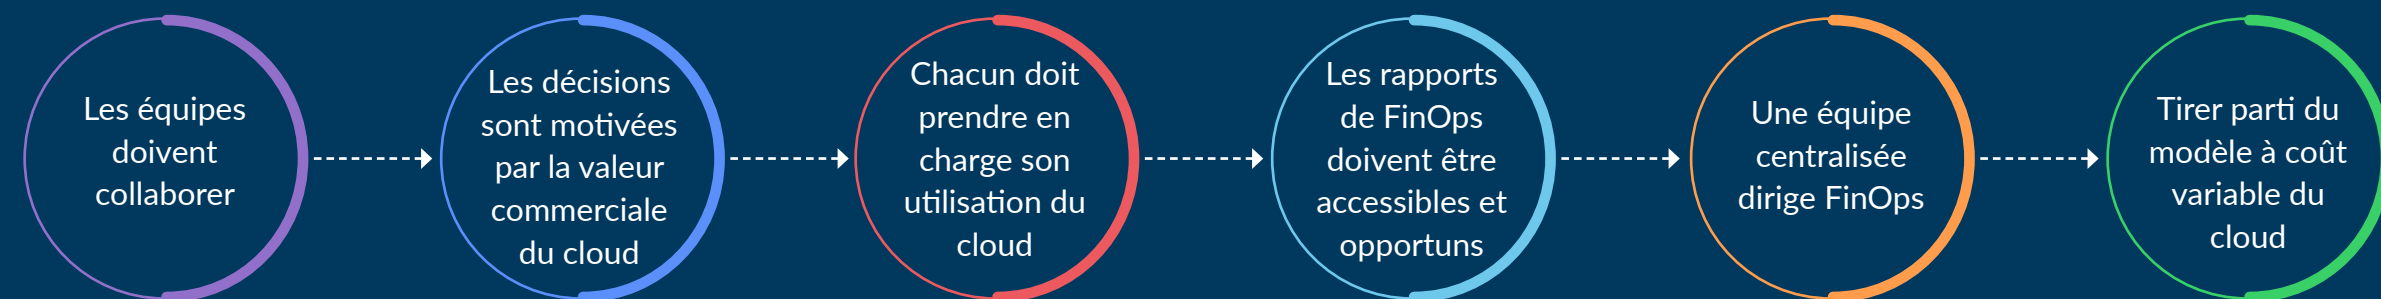 Les équipes
doivent
collaborer
Les décisions
sont motivées
par la valeur
commerciale
du cloud
Chacun doit
prendre en
charge son
utilisation du
cloud
Les rapports
de FinOps
doivent être
accessibles et
opportuns
Une équipe
centralisée
dirige FinOps
Tirer parti du
modèle à coût
variable du
cloud